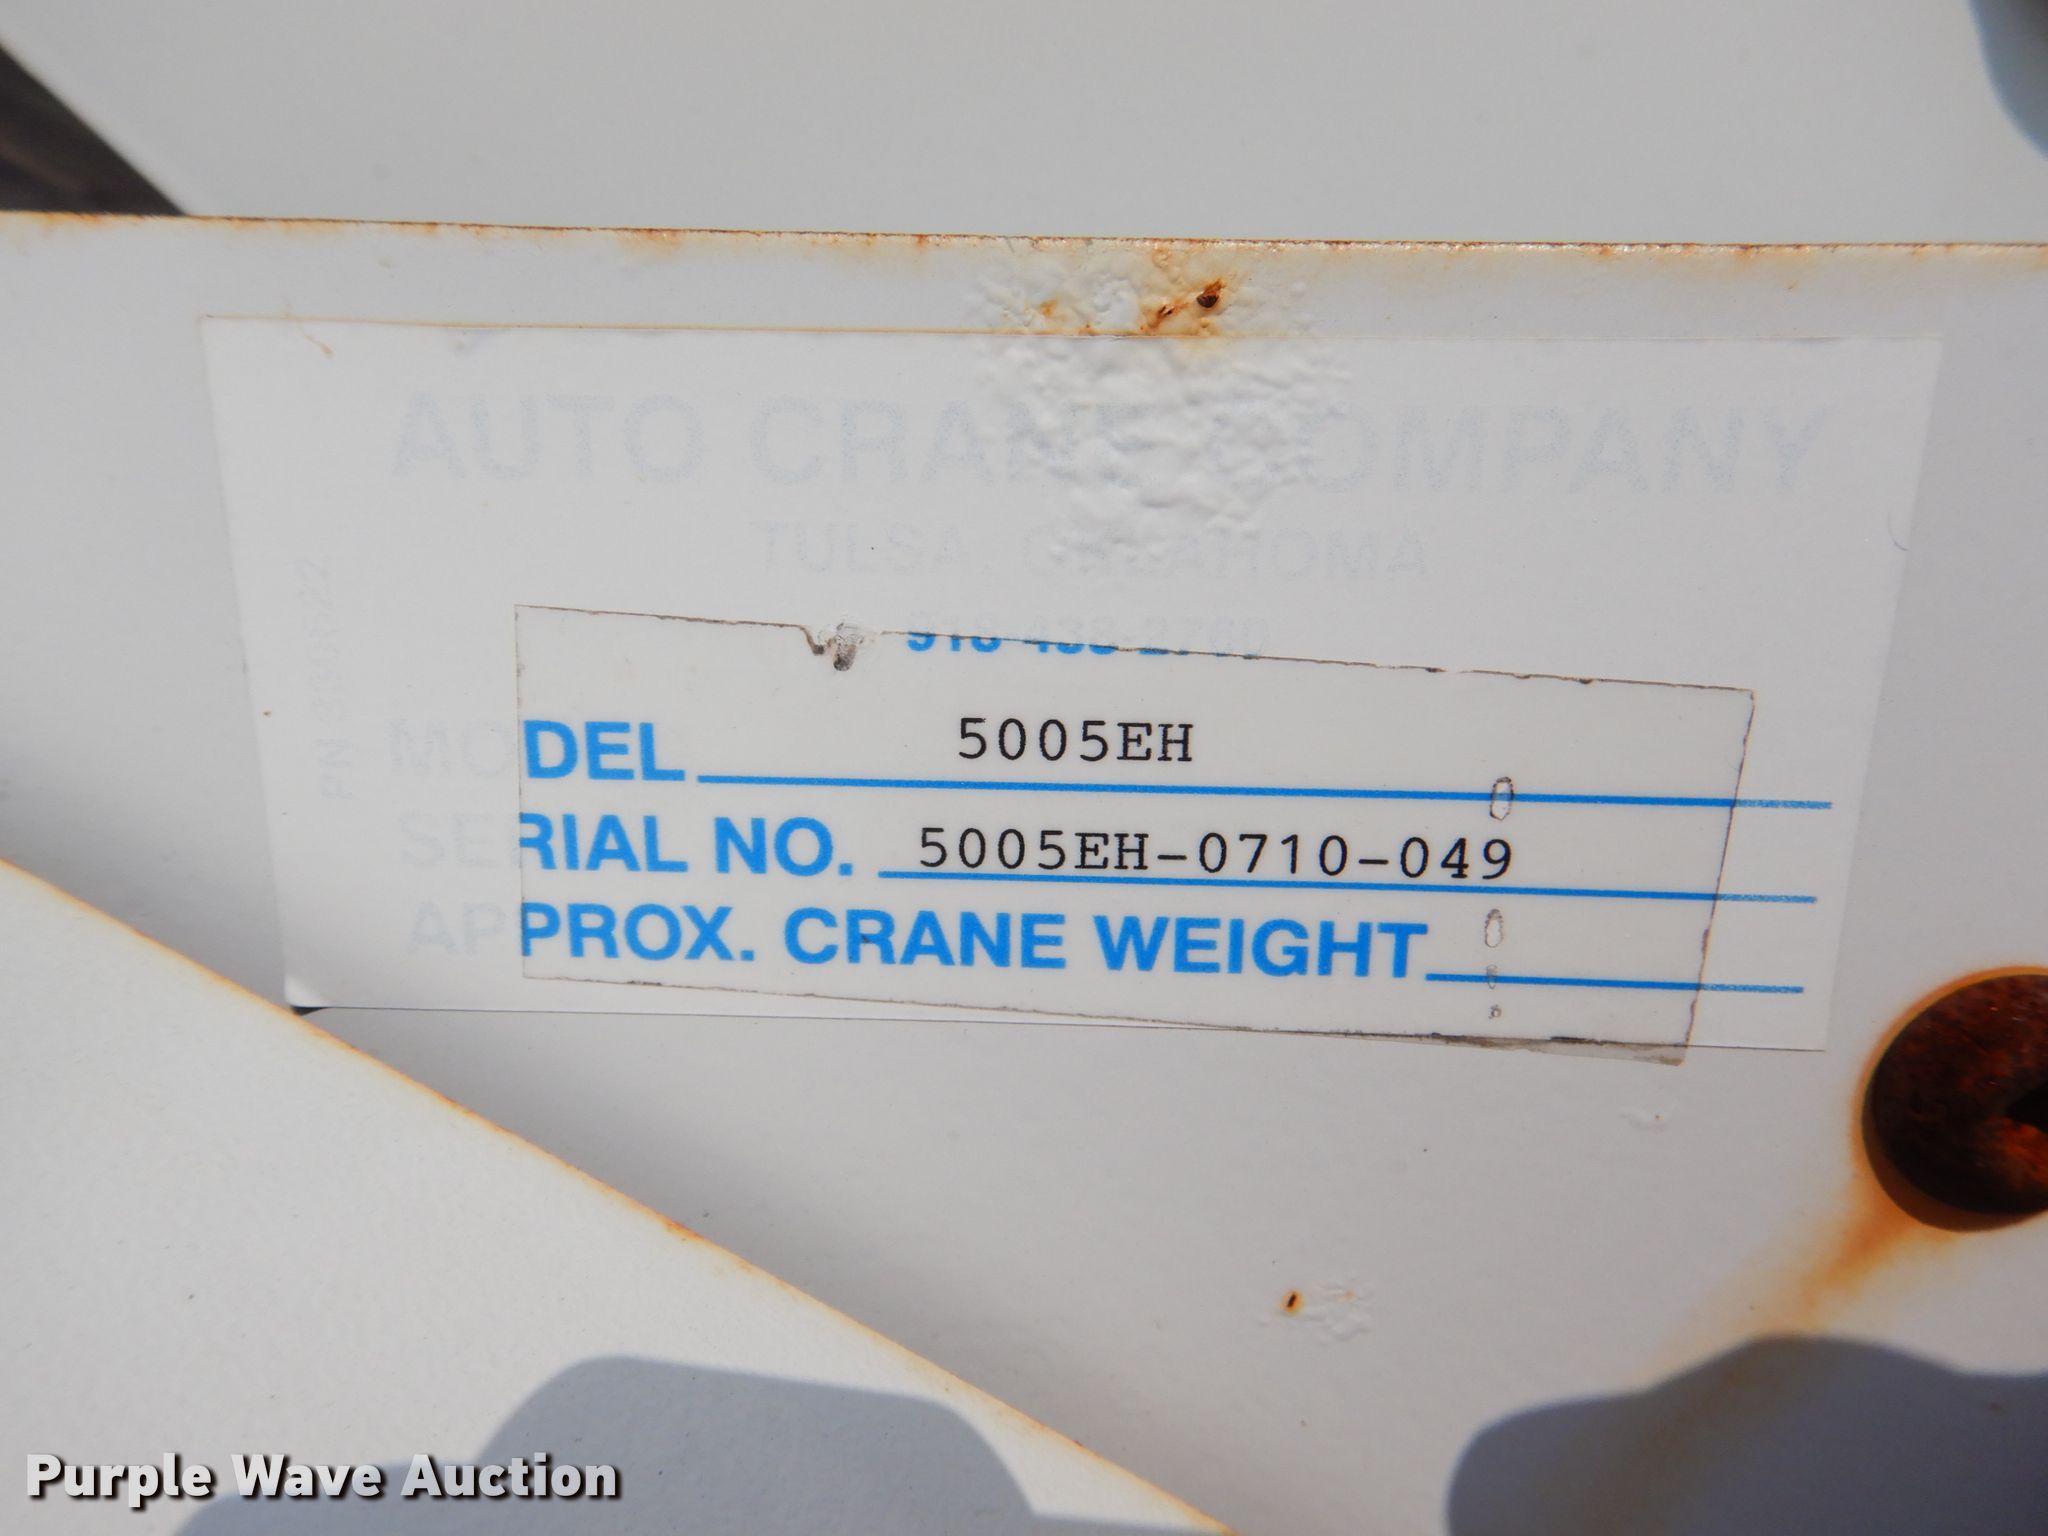 AUTO CRANE COMPANY
TULSA, OKLAHOMA
MODEL 5005EH
SERIAL NO. 5005EH-0710-049
APPROX. CRANE WEIGHT
Purple Wave Auction